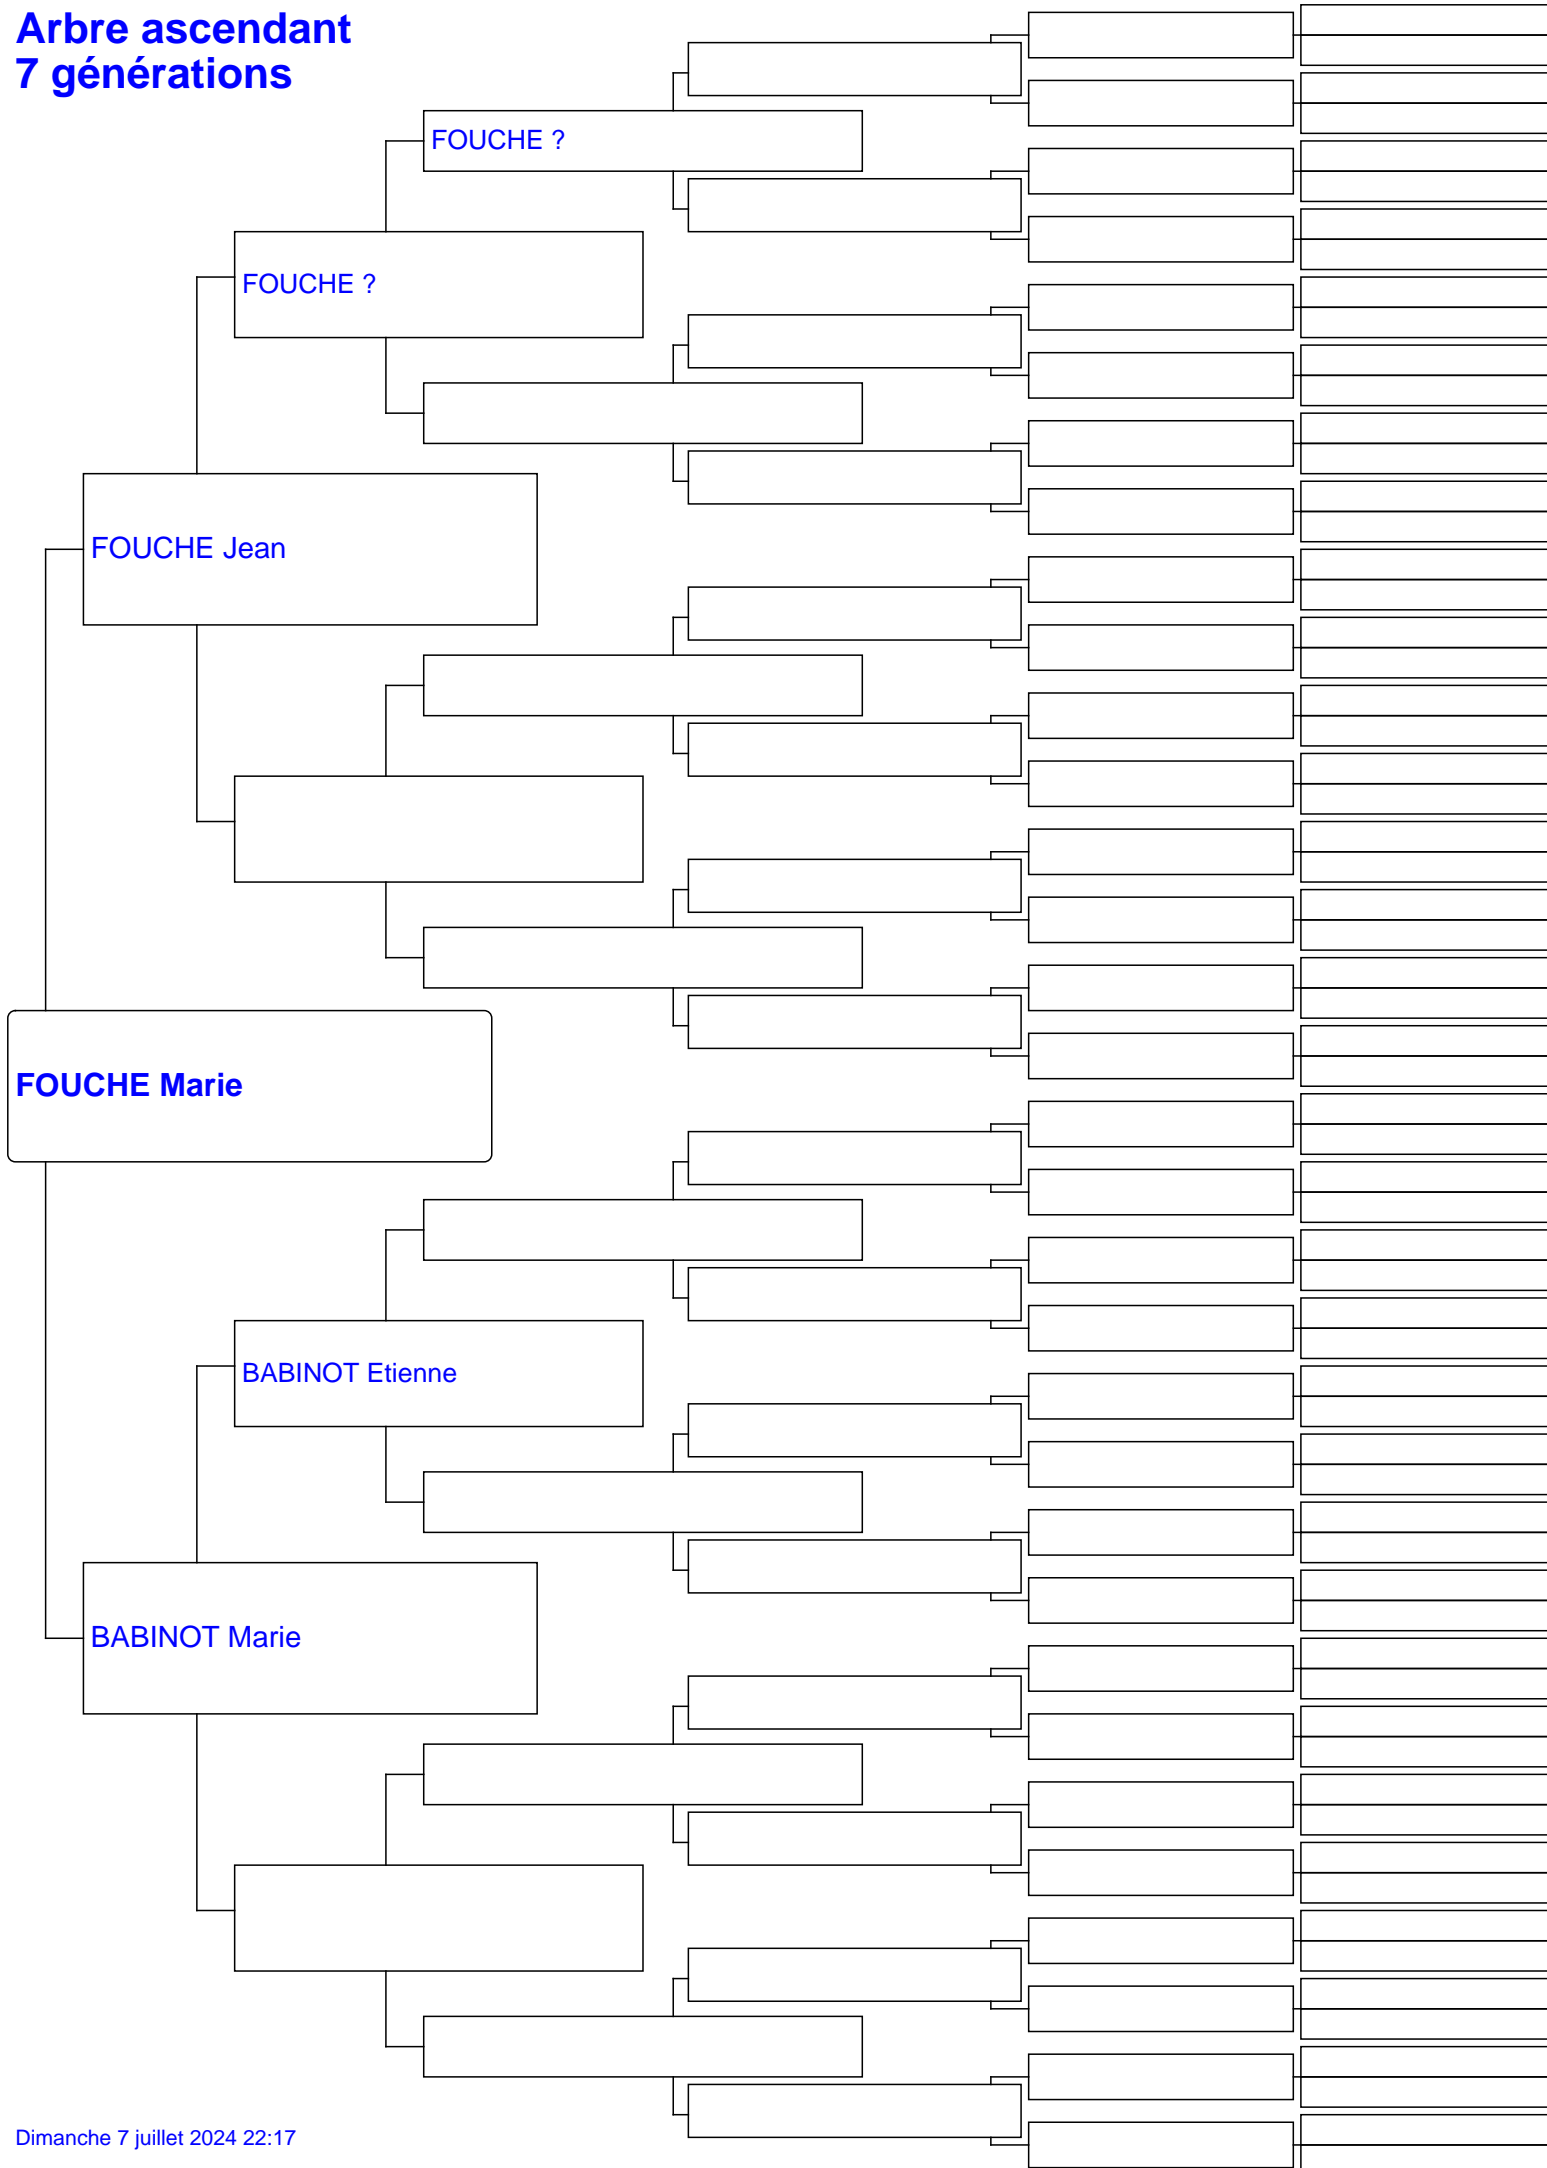 Arbre ascendant
7 générations
FOUCHE ?
FOUCHE ?
FOUCHE Jean
FOUCHE Marie
BABINOT Etienne
BABINOT Marie
Dimanche 7 juillet 2024 22:17